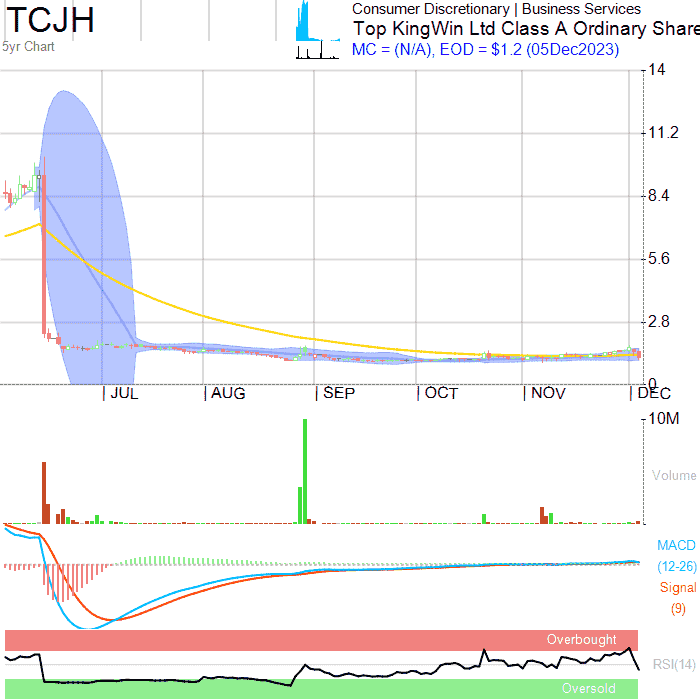 TCJH
5yr Chart
Consumer Discretionary | Business Services
Top KingWin Ltd Class A Ordinary Share
MC = (N/A), EOD = $1.2 (05Dec2023)
14
11.2
8.4
5.6
2.8
0
JUL AUG SEP OCT NOV DEC
10M
Volume
MACD
(12-26)
Signal
(9)
Overbought
RSI(14)
Oversold